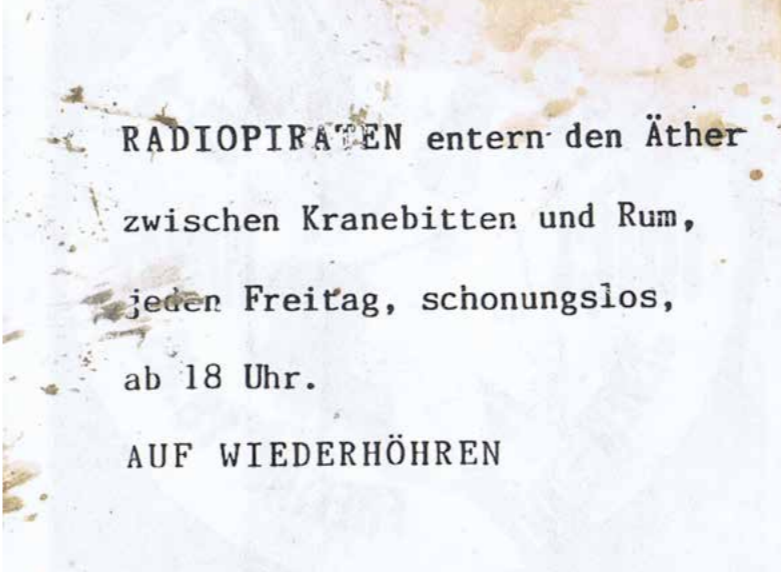 RADIOPIRATEN entern den Äther
zwischen Kranebitten und Rum,
jeden Freitag, schonungslos,
ab 18 Uhr.
AUF WIEDERHÖHREN